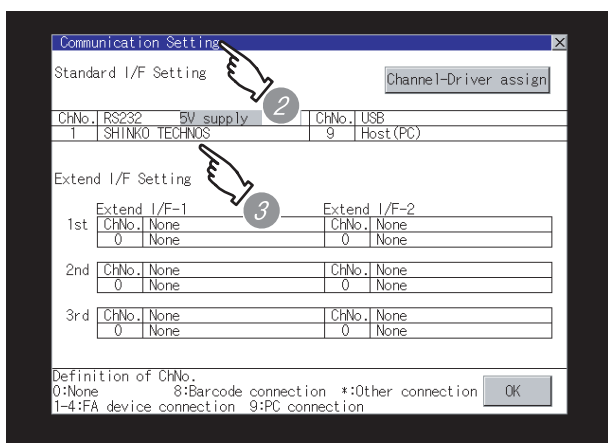 Communication Setting ×
Standard I/F Setting
Channel-Driver assign
2
ChNo. RS232 5V supply ChNo. USB
1 SHINKO TECHNOS 9 Host(PC)
3
Extend I/F Setting
Extend I/F-1 Extend I/F-2
1st ChNo. None ChNo. None
0 None 0 None
2nd ChNo. None ChNo. None
0 None 0 None
3rd ChNo. None ChNo. None
0 None 0 None
Definition of ChNo.
0:None 8:Barcode connection *:Other connection OK
1-4:FA device connection 9:PC connection